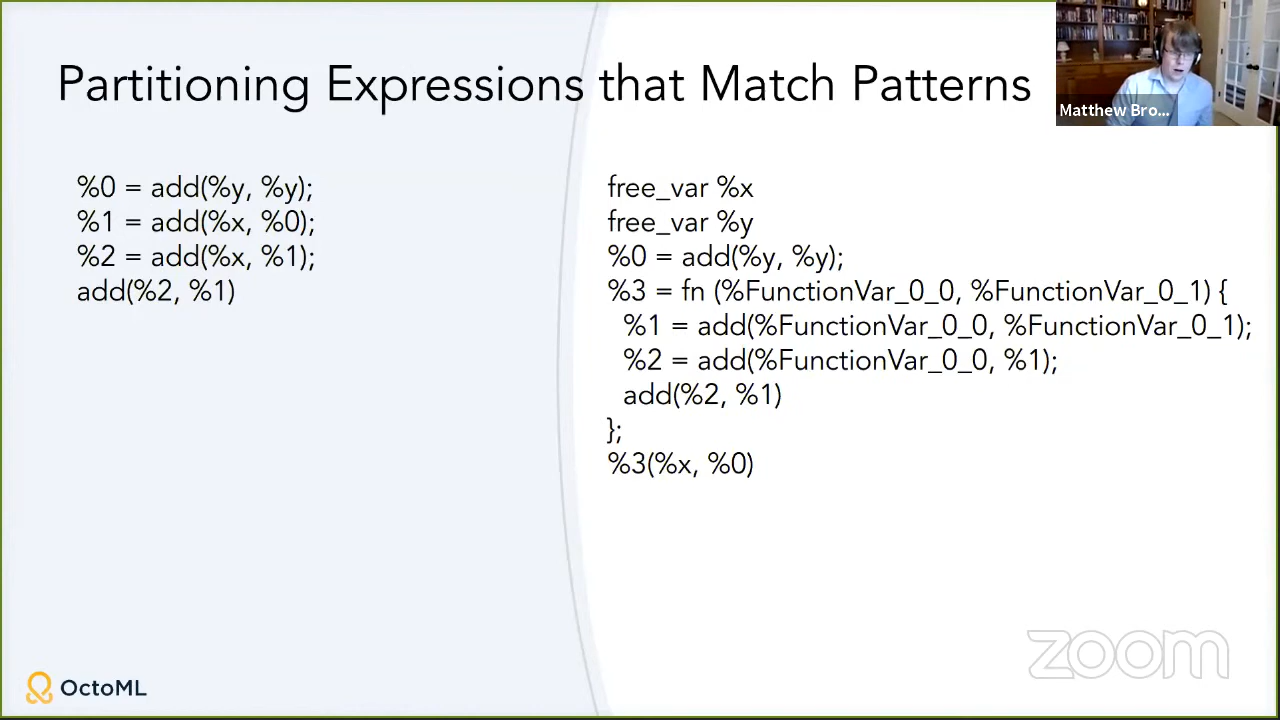 Partitioning Expressions that Match Patterns
Matthew Bro...
%0 = add(%y, %y);
%1 = add(%x, %0);
%2 = add(%x, %1);
add(%2, %1)
free_var %x
free_var %y
%0 = add(%y, %y);
%3 = fn (%FunctionVar_0_0, %FunctionVar_0_1) {
%1 = add(%FunctionVar_0_0, %FunctionVar_0_1);
%2 = add(%FunctionVar_0_0, %1);
add(%2, %1)
};
%3(%x, %0)
OctoML
zoom